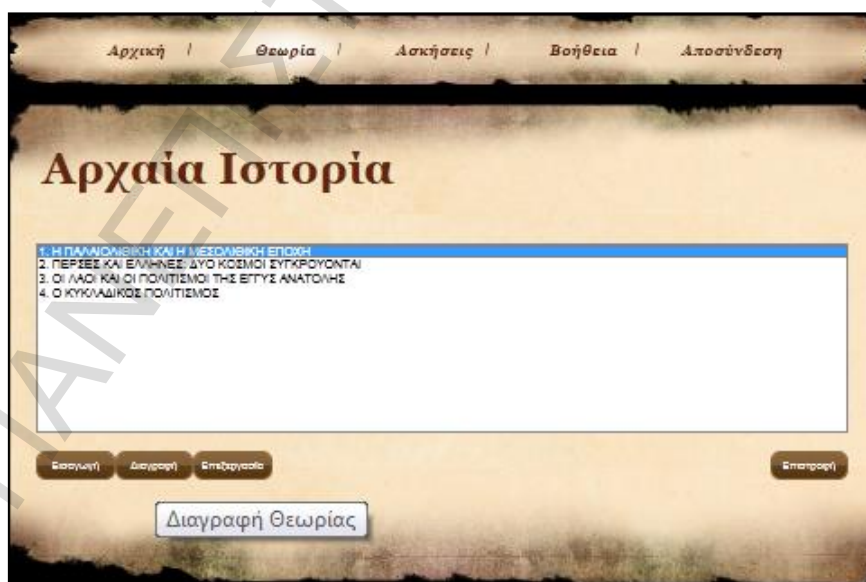 Αρχική / Θεωρία / Ασκήσεις / Βοήθεια / Αποσύνδεση
Αρχαία Ιστορία
1. Η ΠΑΛΑΙΟΛΙΘΙΚΗ ΚΑΙ Η ΜΕΣΟΛΙΘΙΚΗ ΕΠΟΧΗ
2. ΠΕΡΣΕΣ ΚΑΙ ΕΛΛΗΝΕΣ: ΔΥΟ ΚΟΣΜΟΙ ΣΥΓΚΡΟΥΟΝΤΑΙ
3. ΟΙ ΛΑΟΙ ΚΑΙ ΟΙ ΠΟΛΙΤΙΣΜΟΙ ΤΗΣ ΕΓΓΥΣ ΑΝΑΤΟΛΗΣ
4. Ο ΚΥΚΛΑΔΙΚΟΣ ΠΟΛΙΤΙΣΜΟΣ
Εισαγωγή Διαγραφή Επεξεργασία Επιστροφή
Διαγραφή Θεωρίας